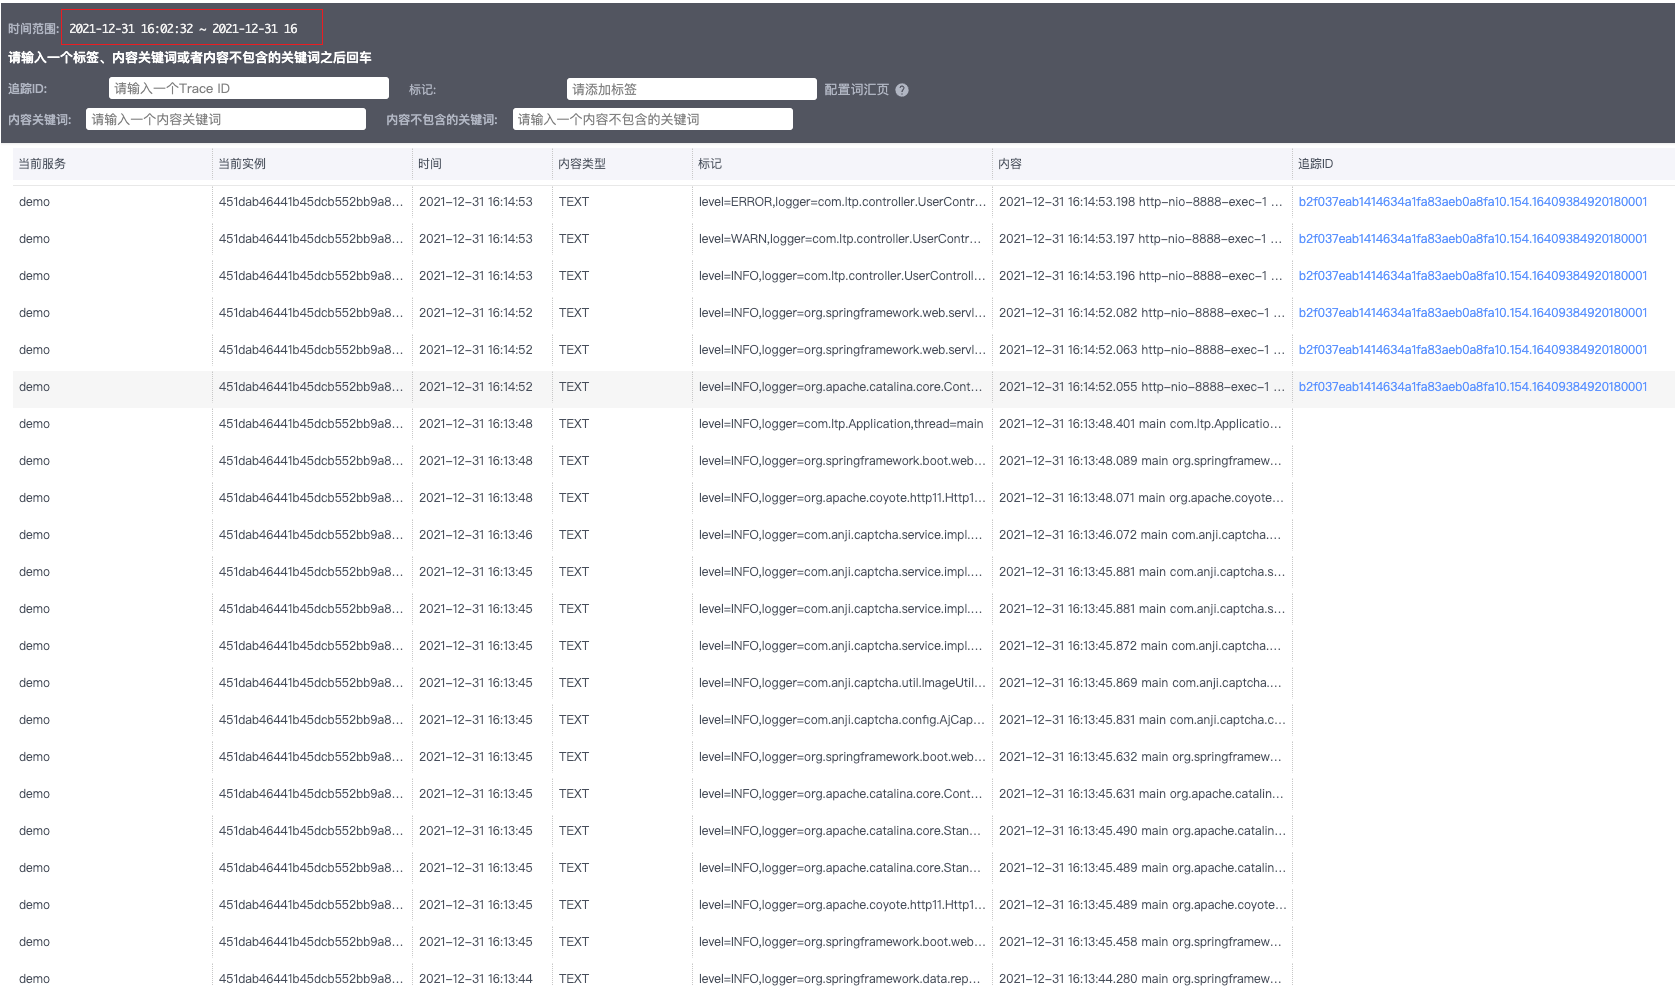 时间范围: 2021-12-31 16:02:32 ~ 2021-12-31 16
请输入一个标签、内容关键词或者内容不包含的关键词之后回车
追踪ID: 请输入一个Trace ID 标记: 请添加标签 配置词汇页 ?
内容关键词: 请输入一个内容关键词 内容不包含的关键词: 请输入一个内容不包含的关键词
当前服务 当前实例 时间 内容类型 标记 内容 追踪ID
demo 451dab46441b45dcb552bb9a8... 2021-12-31 16:14:53 TEXT level=ERROR,logger=com.ltp.controller.UserContr... 2021-12-31 16:14:53.198 http-nio-8888-exec-1 ... b2f037eab1414634a1fa83aeb0a8fa10.154.16409384920180001
demo 451dab46441b45dcb552bb9a8... 2021-12-31 16:14:53 TEXT level=WARN,logger=com.ltp.controller.UserContr... 2021-12-31 16:14:53.197 http-nio-8888-exec-1 ... b2f037eab1414634a1fa83aeb0a8fa10.154.16409384920180001
demo 451dab46441b45dcb552bb9a8... 2021-12-31 16:14:53 TEXT level=INFO,logger=com.ltp.controller.UserControll... 2021-12-31 16:14:53.196 http-nio-8888-exec-1 ... b2f037eab1414634a1fa83aeb0a8fa10.154.16409384920180001
demo 451dab46441b45dcb552bb9a8... 2021-12-31 16:14:52 TEXT level=INFO,logger=org.springframework.web.servl... 2021-12-31 16:14:52.082 http-nio-8888-exec-1 ... b2f037eab1414634a1fa83aeb0a8fa10.154.16409384920180001
demo 451dab46441b45dcb552bb9a8... 2021-12-31 16:14:52 TEXT level=INFO,logger=org.springframework.web.servl... 2021-12-31 16:14:52.063 http-nio-8888-exec-1 ... b2f037eab1414634a1fa83aeb0a8fa10.154.16409384920180001
demo 451dab46441b45dcb552bb9a8... 2021-12-31 16:14:52 TEXT level=INFO,logger=org.apache.catalina.core.Cont... 2021-12-31 16:14:52.055 http-nio-8888-exec-1 ... b2f037eab1414634a1fa83aeb0a8fa10.154.16409384920180001
demo 451dab46441b45dcb552bb9a8... 2021-12-31 16:13:48 TEXT level=INFO,logger=com.ltp.Application,thread=main 2021-12-31 16:13:48.401 main com.ltp.Applicatio...
demo 451dab46441b45dcb552bb9a8... 2021-12-31 16:13:48 TEXT level=INFO,logger=org.springframework.boot.web... 2021-12-31 16:13:48.089 main org.springframew...
demo 451dab46441b45dcb552bb9a8... 2021-12-31 16:13:48 TEXT level=INFO,logger=org.apache.coyote.http11.Http1... 2021-12-31 16:13:48.071 main org.apache.coyote...
demo 451dab46441b45dcb552bb9a8... 2021-12-31 16:13:46 TEXT level=INFO,logger=com.anji.captcha.service.impl.... 2021-12-31 16:13:46.072 main com.anji.captcha....
demo 451dab46441b45dcb552bb9a8... 2021-12-31 16:13:45 TEXT level=INFO,logger=com.anji.captcha.service.impl.... 2021-12-31 16:13:45.881 main com.anji.captcha.s...
demo 451dab46441b45dcb552bb9a8... 2021-12-31 16:13:45 TEXT level=INFO,logger=com.anji.captcha.service.impl.... 2021-12-31 16:13:45.881 main com.anji.captcha.s...
demo 451dab46441b45dcb552bb9a8... 2021-12-31 16:13:45 TEXT level=INFO,logger=com.anji.captcha.service.impl.... 2021-12-31 16:13:45.872 main com.anji.captcha....
demo 451dab46441b45dcb552bb9a8... 2021-12-31 16:13:45 TEXT level=INFO,logger=com.anji.captcha.util.ImageUtil... 2021-12-31 16:13:45.869 main com.anji.captcha....
demo 451dab46441b45dcb552bb9a8... 2021-12-31 16:13:45 TEXT level=INFO,logger=com.anji.captcha.config.AjCap... 2021-12-31 16:13:45.831 main com.anji.captcha.c...
demo 451dab46441b45dcb552bb9a8... 2021-12-31 16:13:45 TEXT level=INFO,logger=org.springframework.boot.web... 2021-12-31 16:13:45.632 main org.springframew...
demo 451dab46441b45dcb552bb9a8... 2021-12-31 16:13:45 TEXT level=INFO,logger=org.apache.catalina.core.Cont... 2021-12-31 16:13:45.631 main org.apache.catalin...
demo 451dab46441b45dcb552bb9a8... 2021-12-31 16:13:45 TEXT level=INFO,logger=org.apache.catalina.core.Stan... 2021-12-31 16:13:45.490 main org.apache.catalin...
demo 451dab46441b45dcb552bb9a8... 2021-12-31 16:13:45 TEXT level=INFO,logger=org.apache.catalina.core.Stan... 2021-12-31 16:13:45.489 main org.apache.catalin...
demo 451dab46441b45dcb552bb9a8... 2021-12-31 16:13:45 TEXT level=INFO,logger=org.apache.coyote.http11.Http1... 2021-12-31 16:13:45.489 main org.apache.coyote...
demo 451dab46441b45dcb552bb9a8... 2021-12-31 16:13:45 TEXT level=INFO,logger=org.springframework.boot.web... 2021-12-31 16:13:45.458 main org.springframew...
demo 451dab46441b45dcb552bb9a8... 2021-12-31 16:13:44 TEXT level=INFO,logger=org.springframework.data.rep... 2021-12-31 16:13:44.280 main org.springframew...